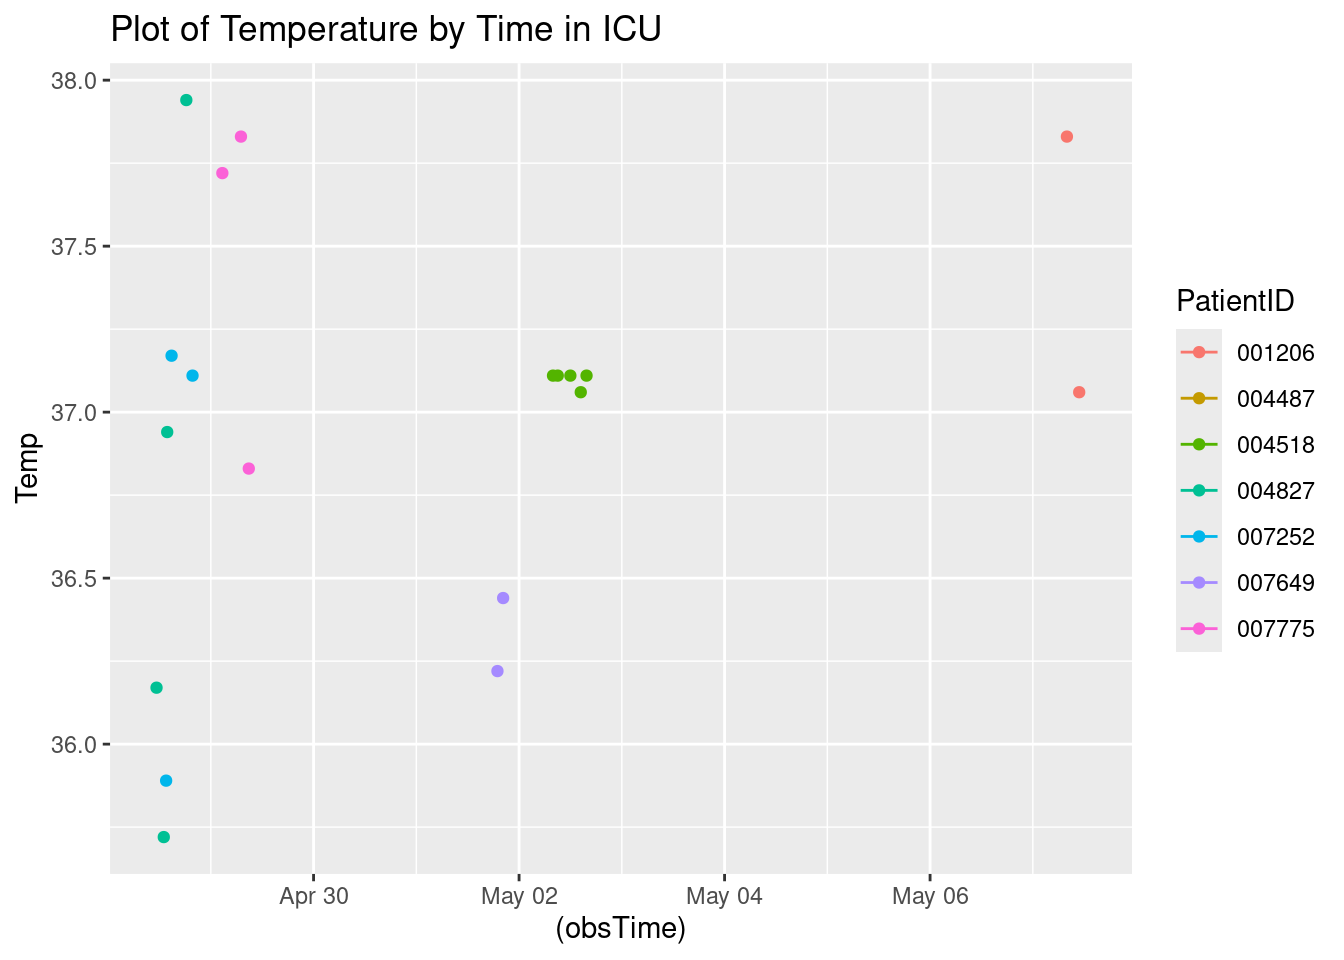 Plot of Temperature by Time in ICU
38.0
37.5
37.0
36.5
36.0
Temp
Apr 30
May 02
May 04
May 06
(obsTime)
PatientID
001206
004487
004518
004827
007252
007649
007775